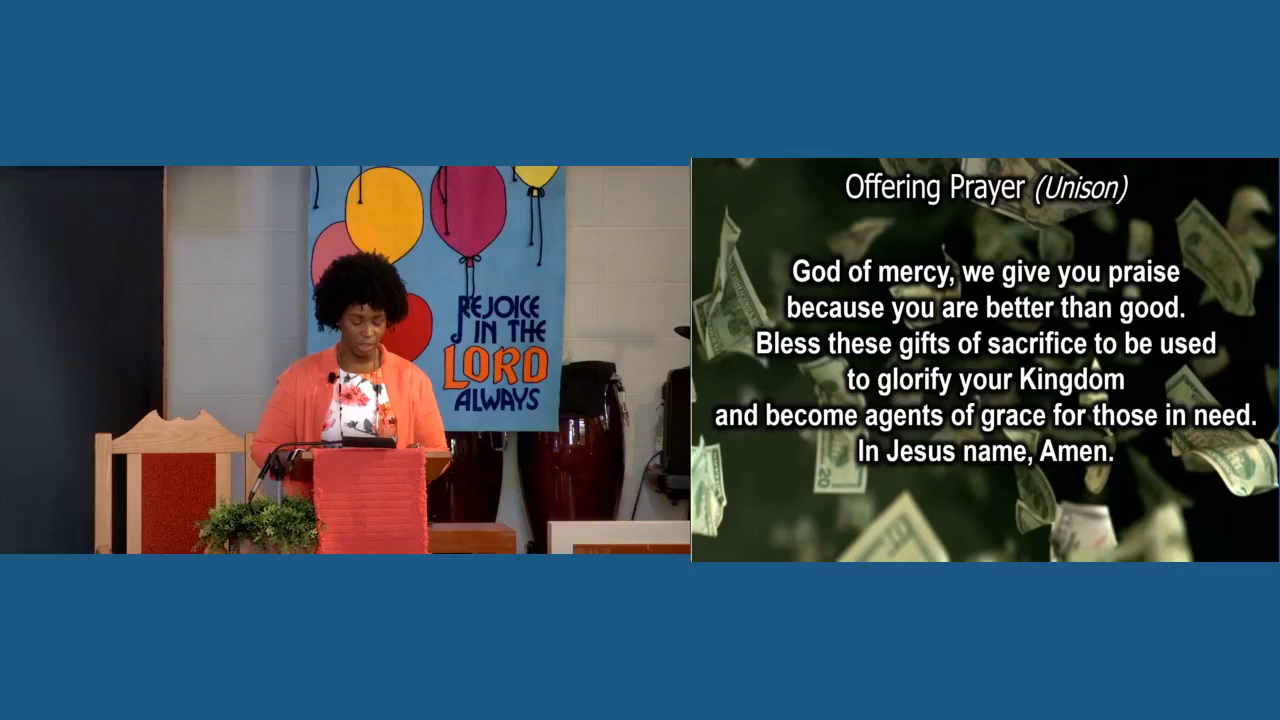 REJOICE
IN THE
LORD
ALWAYS
Offering Prayer (Unison)
God of mercy, we give you praise
because you are better than good.
Bless these gifts of sacrifice to be used
to glorify your Kingdom
and become agents of grace for those in need.
In Jesus name, Amen.